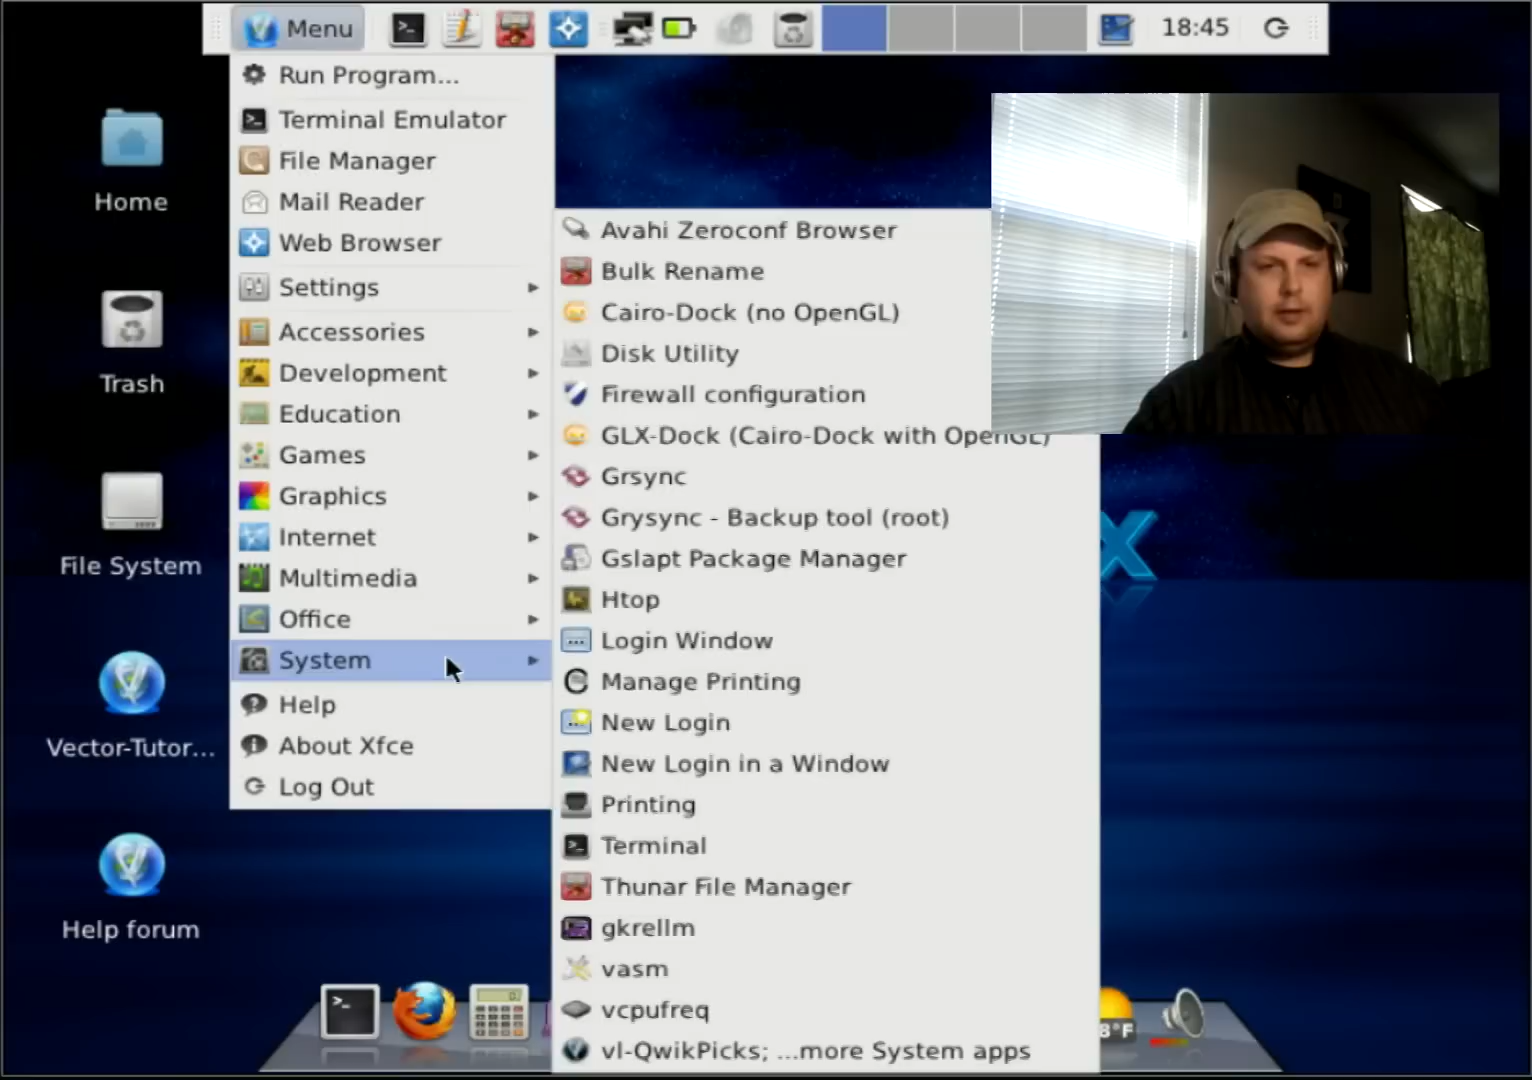 Menu
18:45
Run Program...
Terminal Emulator
File Manager
Mail Reader
Web Browser
Settings
Accessories
Development
Education
Games
Graphics
Internet
Multimedia
Office
System
Help
About Xfce
Log Out
Avahi Zeroconf Browser
Bulk Rename
Cairo-Dock (no OpenGL)
Disk Utility
Firewall configuration
GLX-Dock (Cairo-Dock with OpenGL)
Grsync
Grysync - Backup tool (root)
Gslapt Package Manager
Htop
Login Window
Manage Printing
New Login
New Login in a Window
Printing
Terminal
Thunar File Manager
gkrellm
vasm
vcpufreq
vl-QwikPicks; ...more System apps
Home
Trash
File System
Vector-Tutor...
Help forum
X
8°F